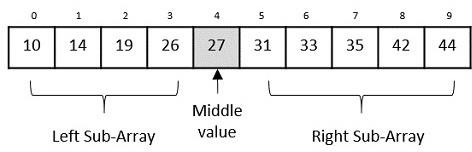 0 1 2 3 4 5 6 7 8 9
10 14 19 26 27 31 33 35 42 44
Middle
value
Left Sub-Array Right Sub-Array